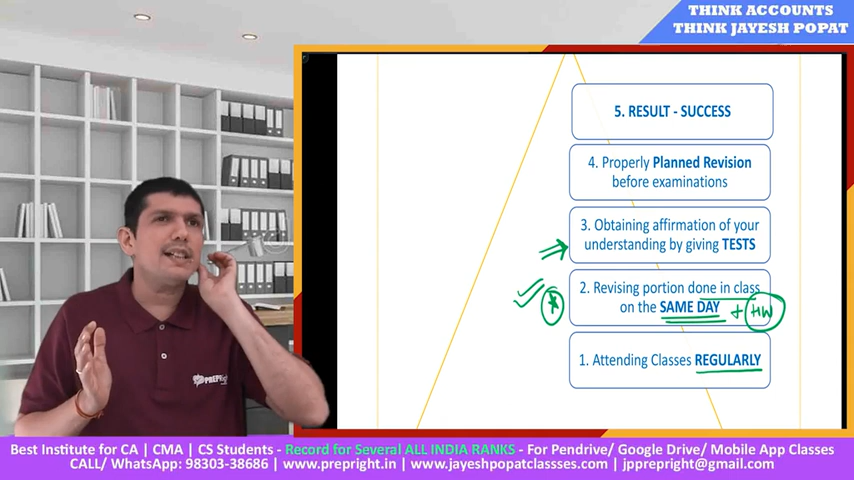 THINK ACCOUNTS
THINK JAYESH POPAT
5. RESULT - SUCCESS
4. Properly Planned Revision
before examinations
3. Obtaining affirmation of your
understanding by giving TESTS
2. Revising portion done in class
on the SAME DAY + HW
1. Attending Classes REGULARLY
PREPRight
Best Institute for CA | CMA | CS Students - Record for Several ALL INDIA RANKS - For Pendrive/ Google Drive/ Mobile App Classes
CALL/ WhatsApp: 98303-38686 | www.prepright.in | www.jayeshpopatclassses.com | jpprepright@gmail.com